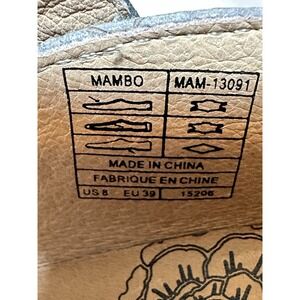 MAMBO MAM-13091
MADE IN CHINA
FABRIQUE EN CHINE
US 8 EU 39 15206